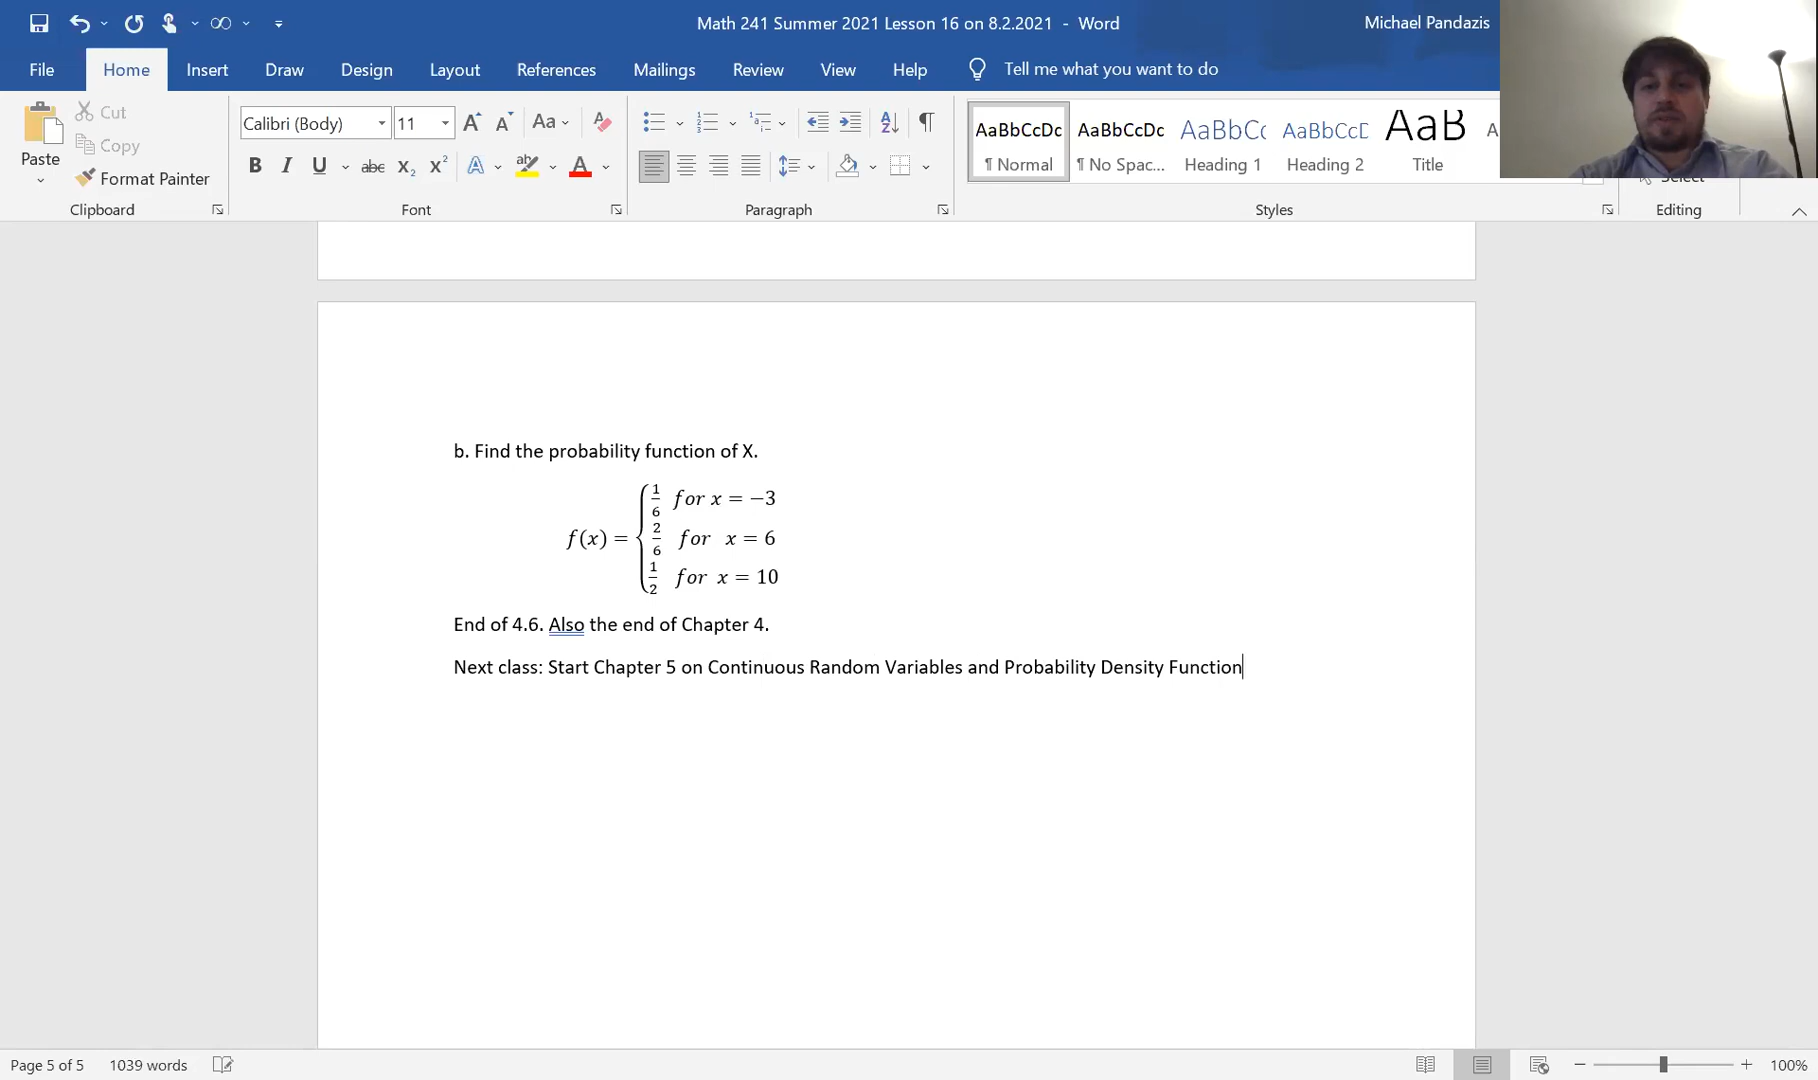 Math 241 Summer 2021 Lesson 16 on 8.2.2021 - Word
Michael Pandazis
File Home Insert Draw Design Layout References Mailings Review View Help Tell me what you want to do
Paste
Cut
Copy
Format Painter
Clipboard
Calibri (Body) 11
Font
Paragraph
AaBbCcDc AaBbCcDc AaBbCc AaBbCcD AaB
¶ Normal ¶ No Spac... Heading 1 Heading 2 Title
Styles
Editing
b. Find the probability function of X.
f(x) = { 1/6 for x = −3
2/6 for x = 6
1/2 for x = 10
End of 4.6. Also the end of Chapter 4.
Next class: Start Chapter 5 on Continuous Random Variables and Probability Density Function
Page 5 of 5 1039 words 100%